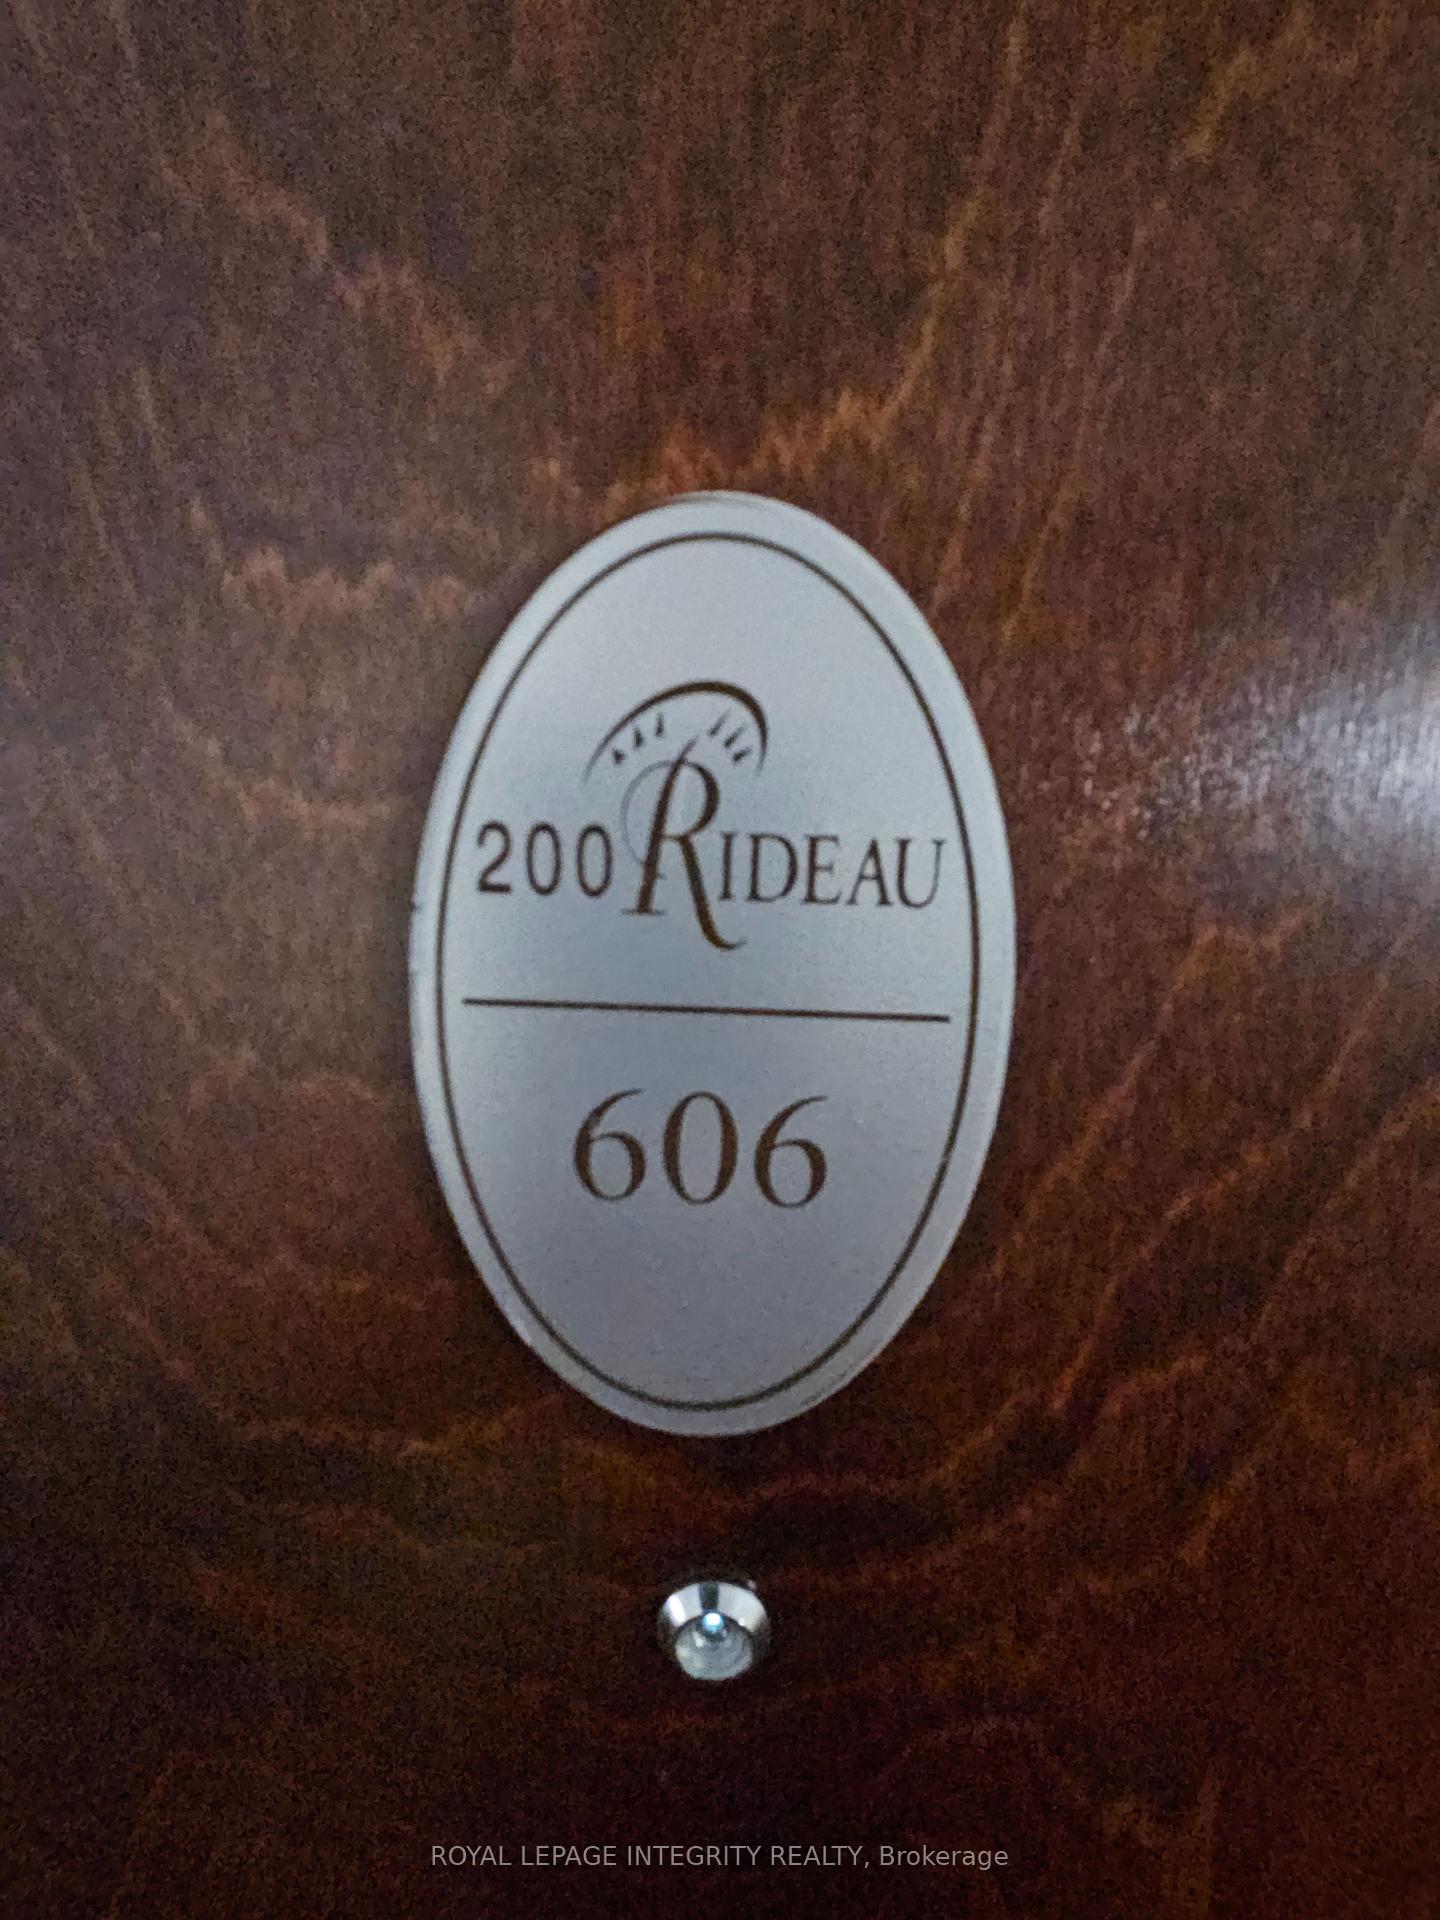 200 RIDEAU
606
ROYAL LEPAGE INTEGRITY REALTY, Brokerage